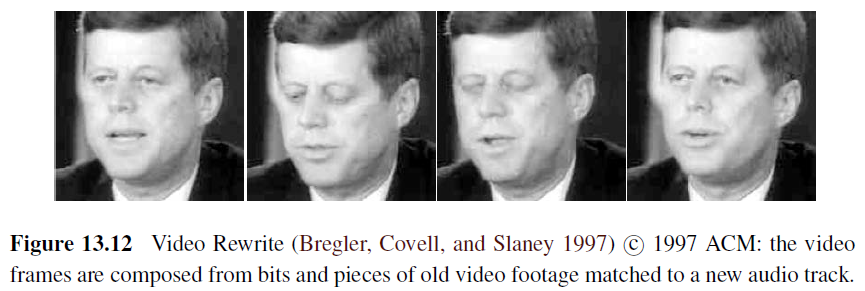 Figure 13.12 Video Rewrite (Bregler, Covell, and Slaney 1997) © 1997 ACM: the video
frames are composed from bits and pieces of old video footage matched to a new audio track.